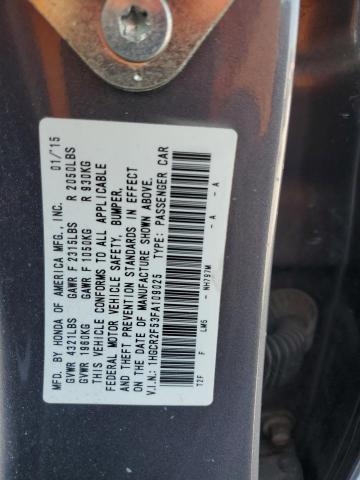 MFD. BY HONDA OF AMERICA MFG., INC. 01/'15
GVWR 4321LBS GAWR F 2315LBS R 2050LBS
GVWR 1960KG GAWR F 1050KG R 930KG
THIS VEHICLE CONFORMS TO ALL APPLICABLE
FEDERAL MOTOR VEHICLE SAFETY, BUMPER,
AND THEFT PREVENTION STANDARDS IN EFFECT
ON THE DATE OF MANUFACTURE SHOWN ABOVE.
V.I.N.: 1HGCR2F53FA109025 TYPE: PASSENGER CAR
T2F F LM5 - NH797M - A - A